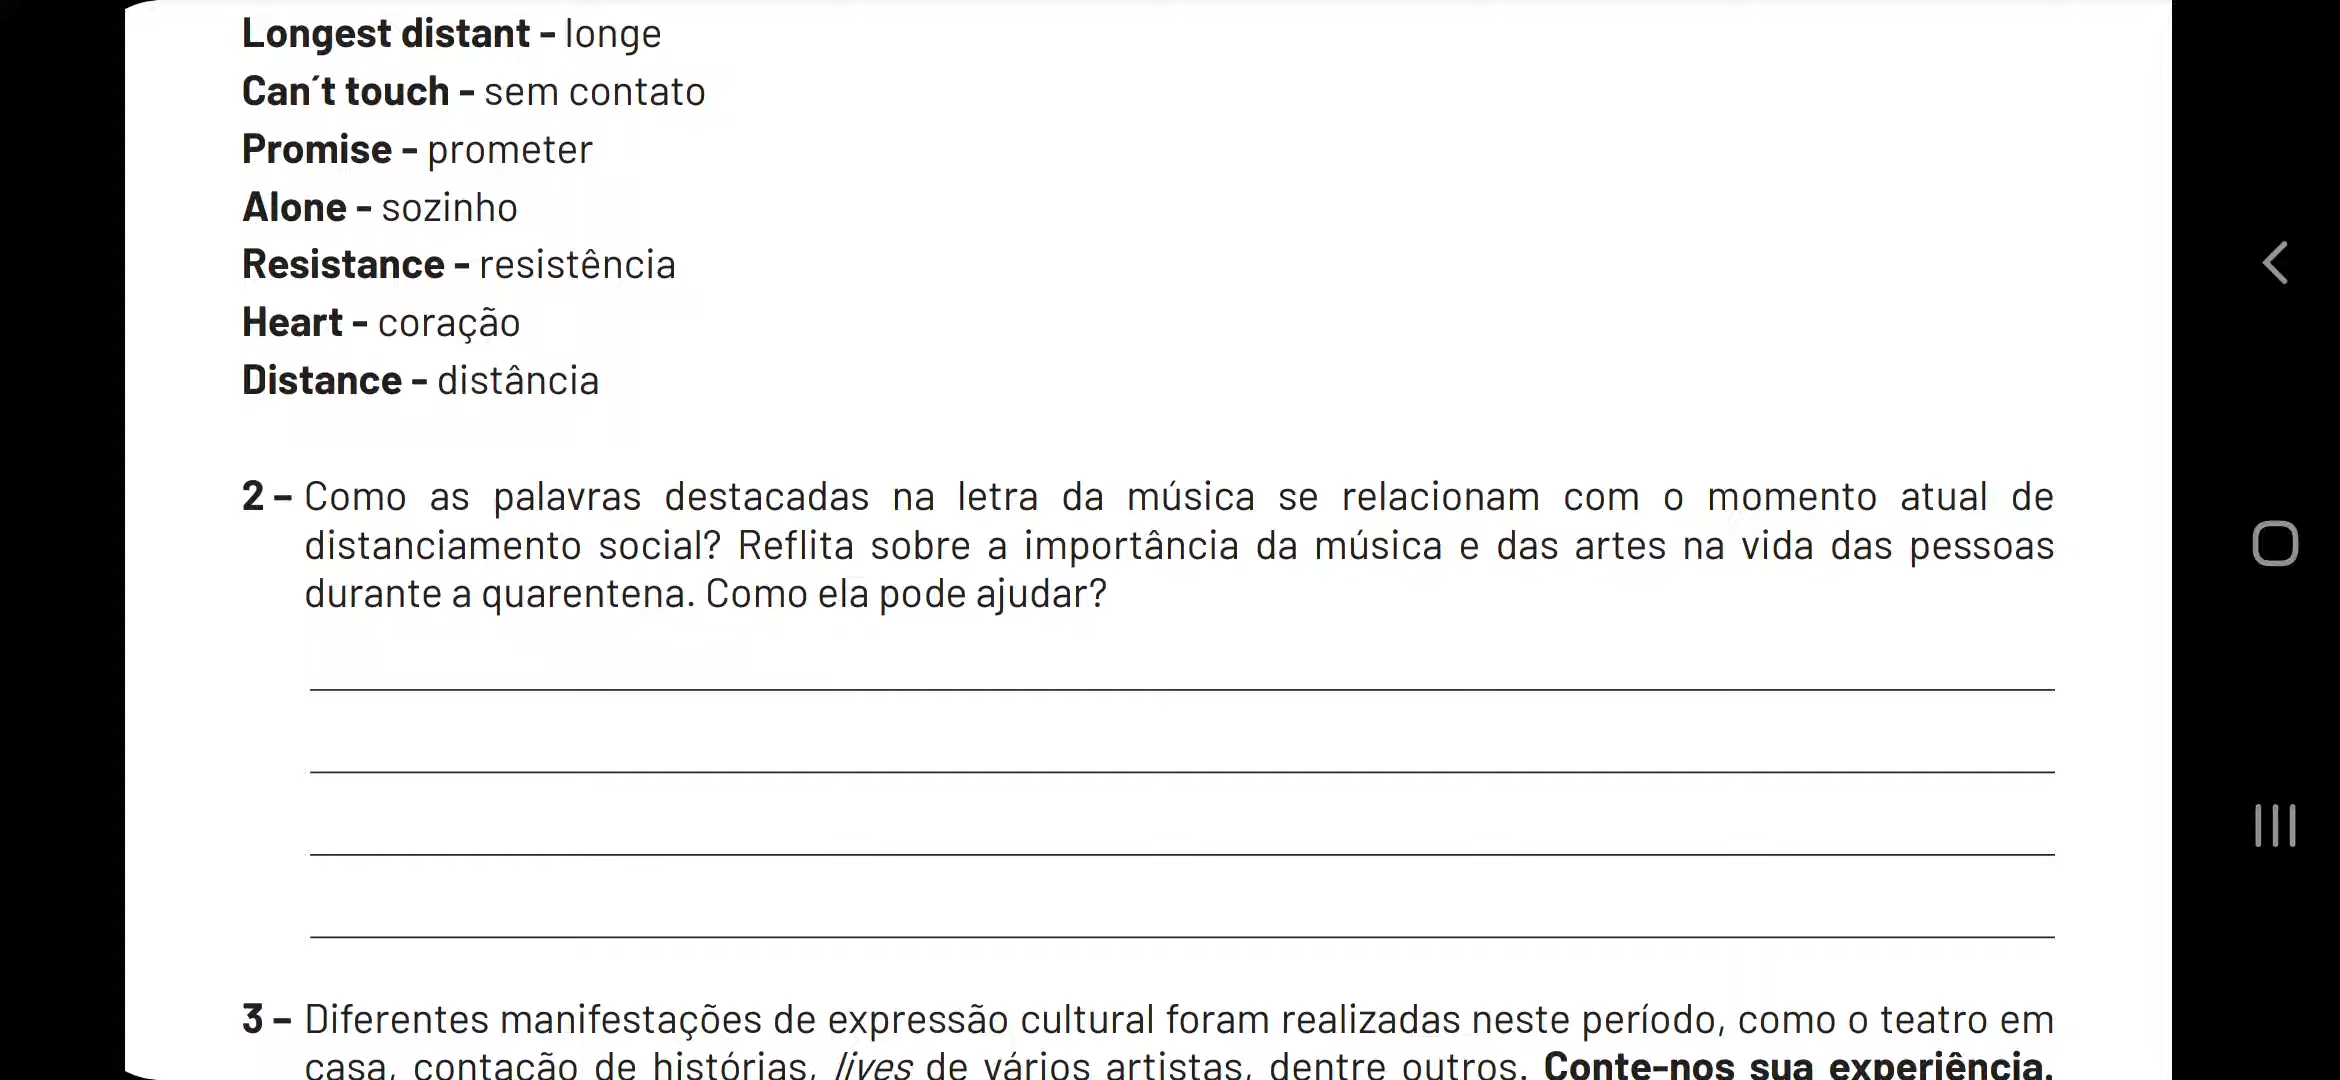 Longest distant - longe
Can´t touch - sem contato
Promise - prometer
Alone - sozinho
Resistance - resistência
Heart - coração
Distance - distância
2 - Como as palavras destacadas na letra da música se relacionam com o momento atual de
distanciamento social? Reflita sobre a importância da música e das artes na vida das pessoas
durante a quarentena. Como ela pode ajudar?
3 - Diferentes manifestações de expressão cultural foram realizadas neste período, como o teatro em
casa, contação de histórias, lives de vários artistas, dentre outros. Conte-nos sua experiência.